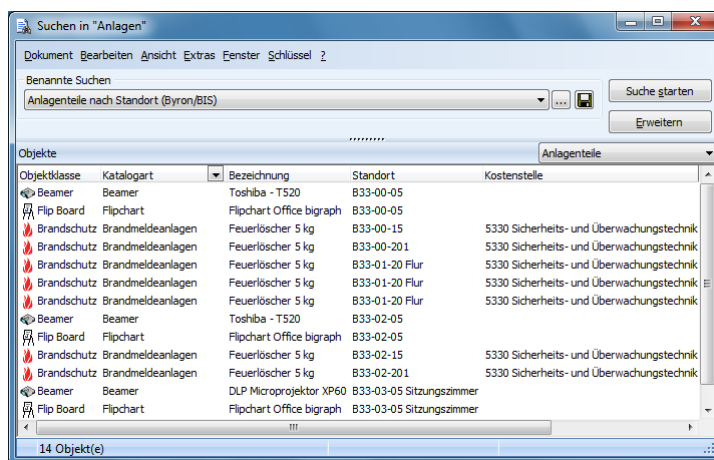 Suchen in "Anlagen"
Dokument Bearbeiten Ansicht Extras Fenster Schlüssel ?
Benannte Suchen
Anlagenteile nach Standort (Byron/BIS) ... Suche starten
Erweitern
Objekte Anlagenteile
Objektklasse Katalogart Bezeichnung Standort Kostenstelle
Beamer Beamer Toshiba - T520 B33-00-05
Flip Board Flipchart Flipchart Office bigraph B33-00-05
Brandschutz Brandmeldeanlagen Feuerlöscher 5 kg B33-00-15 5330 Sicherheits- und Überwachungstechnik
Brandschutz Brandmeldeanlagen Feuerlöscher 5 kg B33-00-201 5330 Sicherheits- und Überwachungstechnik
Brandschutz Brandmeldeanlagen Feuerlöscher 5 kg B33-01-20 Flur 5330 Sicherheits- und Überwachungstechnik
Brandschutz Brandmeldeanlagen Feuerlöscher 5 kg B33-01-20 Flur 5330 Sicherheits- und Überwachungstechnik
Brandschutz Brandmeldeanlagen Feuerlöscher 5 kg B33-01-20 Flur 5330 Sicherheits- und Überwachungstechnik
Beamer Beamer Toshiba - T520 B33-02-05
Flip Board Flipchart Flipchart Office bigraph B33-02-05
Brandschutz Brandmeldeanlagen Feuerlöscher 5 kg B33-02-15 5330 Sicherheits- und Überwachungstechnik
Brandschutz Brandmeldeanlagen Feuerlöscher 5 kg B33-02-201 5330 Sicherheits- und Überwachungstechnik
Beamer Beamer DLP Microprojektor XP60 B33-03-05 Sitzungszimmer
Flip Board Flipchart Flipchart Office bigraph B33-03-05 Sitzungszimmer
14 Objekt(e)